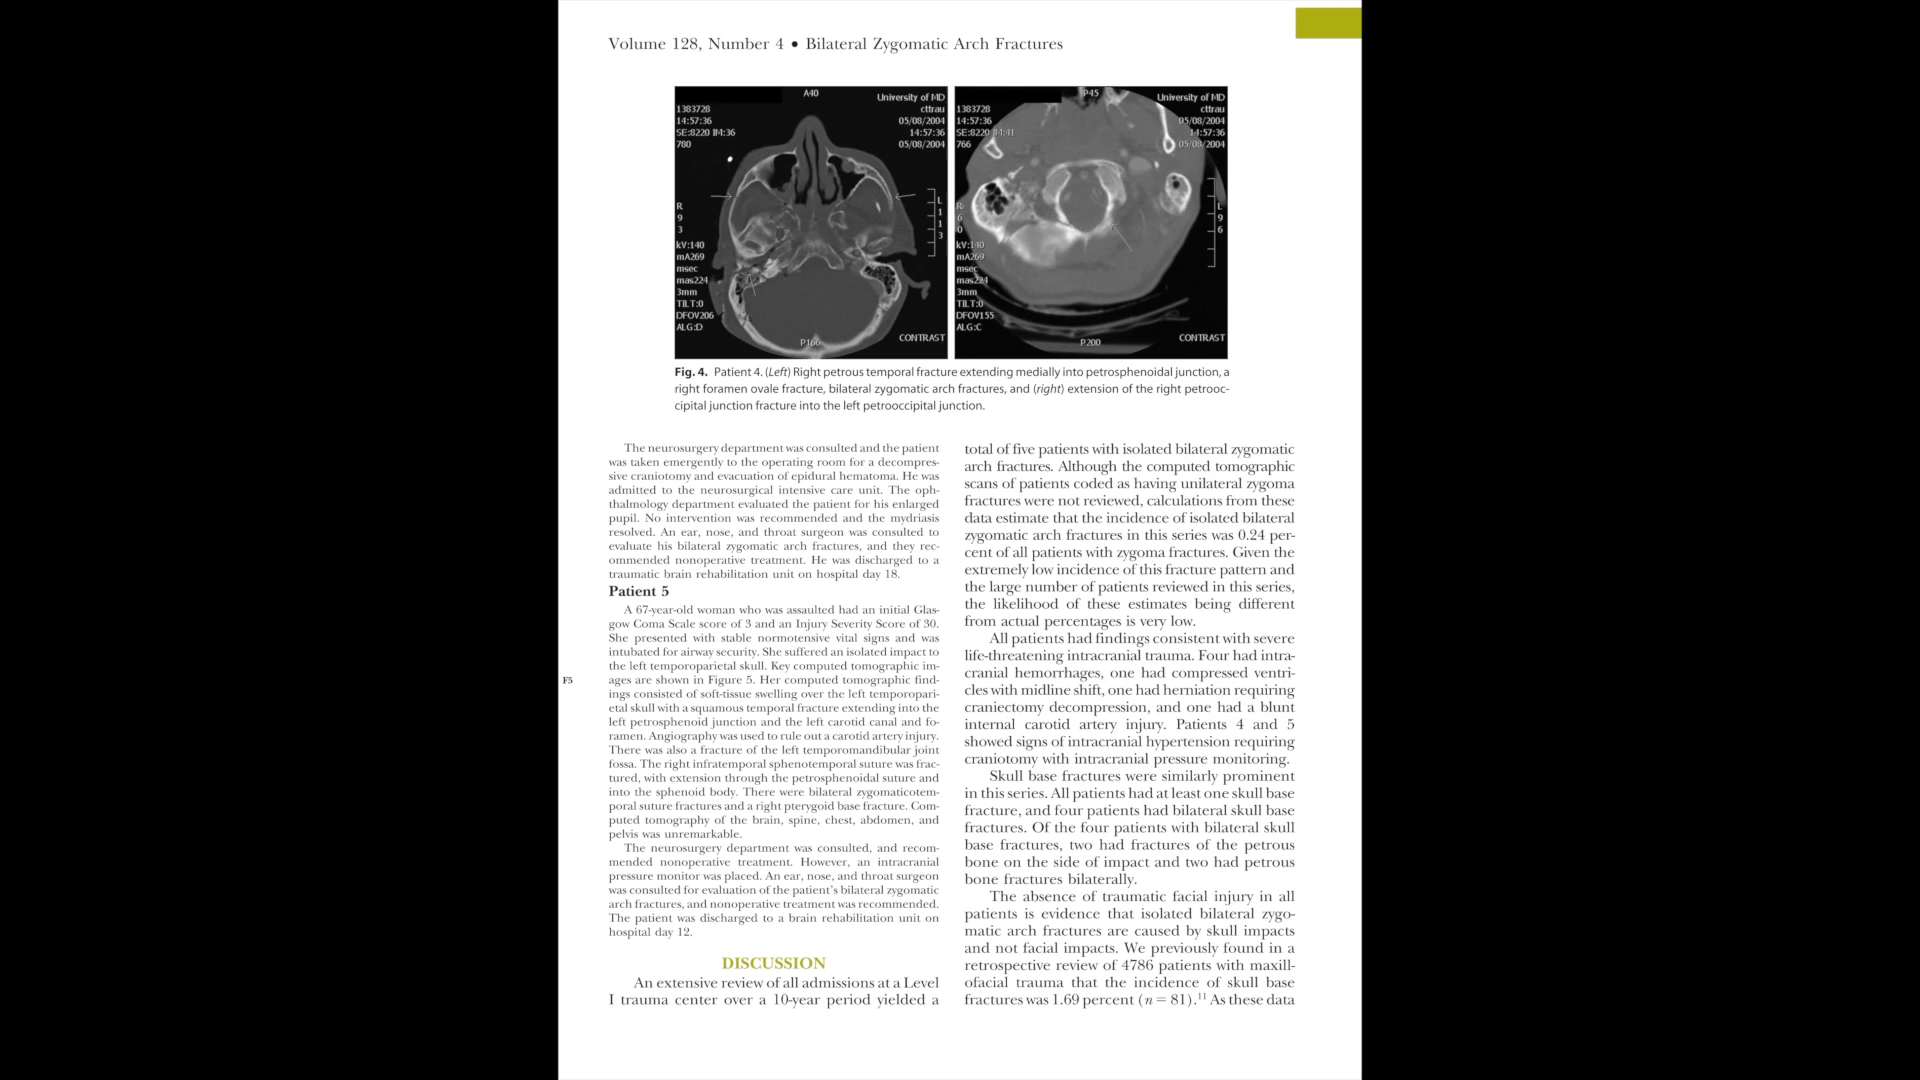 Volume 128, Number 4 • Bilateral Zygomatic Arch Fractures
A40
University of MD
1383728
cttrau
14:57:36
05/08/2004
SE:8220 IM:36
14:57:36
780
05/08/2004
R
9
3
L
1
1
3
kV:140
mA269
msec
mas224
3mm
TILT:0
DFOV206
ALG:D
P166
CONTRAST
P45
University of MD
1383728
cttrau
14:57:36
05/08/2004
SE:8220 IM:41
14:57:36
766
05/08/2004
R
6
0
L
9
6
kV:140
mA269
msec
mas224
3mm
TILT:0
DFOV155
ALG:C
P200
CONTRAST
Fig. 4. Patient 4. (Left) Right petrous temporal fracture extending medially into petrosphenoidal junction, a
right foramen ovale fracture, bilateral zygomatic arch fractures, and (right) extension of the right petrooc-
cipital junction fracture into the left petrooccipital junction.
The neurosurgery department was consulted and the patient
was taken emergently to the operating room for a decompres-
sive craniotomy and evacuation of epidural hematoma. He was
admitted to the neurosurgical intensive care unit. The oph-
thalmology department evaluated the patient for his enlarged
pupil. No intervention was recommended and the mydriasis
resolved. An ear, nose, and throat surgeon was consulted to
evaluate his bilateral zygomatic arch fractures, and they rec-
ommended nonoperative treatment. He was discharged to a
traumatic brain rehabilitation unit on hospital day 18.
Patient 5
A 67-year-old woman who was assaulted had an initial Glas-
gow Coma Scale score of 3 and an Injury Severity Score of 30.
She presented with stable normotensive vital signs and was
intubated for airway security. She suffered an isolated impact to
the left temporoparietal skull. Key computed tomographic im-
F5
ages are shown in Figure 5. Her computed tomographic find-
ings consisted of soft-tissue swelling over the left temporopari-
etal skull with a squamous temporal fracture extending into the
left petrosphenoid junction and the left carotid canal and fo-
ramen. Angiography was used to rule out a carotid artery injury.
There was also a fracture of the left temporomandibular joint
fossa. The right infratemporal sphenotemporal suture was frac-
tured, with extension through the petrosphenoidal suture and
into the sphenoid body. There were bilateral zygomaticotem-
poral suture fractures and a right pterygoid base fracture. Com-
puted tomography of the brain, spine, chest, abdomen, and
pelvis was unremarkable.
The neurosurgery department was consulted, and recom-
mended nonoperative treatment. However, an intracranial
pressure monitor was placed. An ear, nose, and throat surgeon
was consulted for evaluation of the patient's bilateral zygomatic
arch fractures, and nonoperative treatment was recommended.
The patient was discharged to a brain rehabilitation unit on
hospital day 12.
DISCUSSION
An extensive review of all admissions at a Level
I trauma center over a 10-year period yielded a
total of five patients with isolated bilateral zygomatic
arch fractures. Although the computed tomographic
scans of patients coded as having unilateral zygoma
fractures were not reviewed, calculations from these
data estimate that the incidence of isolated bilateral
zygomatic arch fractures in this series was 0.24 per-
cent of all patients with zygoma fractures. Given the
extremely low incidence of this fracture pattern and
the large number of patients reviewed in this series,
the likelihood of these estimates being different
from actual percentages is very low.
All patients had findings consistent with severe
life-threatening intracranial trauma. Four had intra-
cranial hemorrhages, one had compressed ventri-
cles with midline shift, one had herniation requiring
craniectomy decompression, and one had a blunt
internal carotid artery injury. Patients 4 and 5
showed signs of intracranial hypertension requiring
craniotomy with intracranial pressure monitoring.
Skull base fractures were similarly prominent
in this series. All patients had at least one skull base
fracture, and four patients had bilateral skull base
fractures. Of the four patients with bilateral skull
base fractures, two had fractures of the petrous
bone on the side of impact and two had petrous
bone fractures bilaterally.
The absence of traumatic facial injury in all
patients is evidence that isolated bilateral zygo-
matic arch fractures are caused by skull impacts
and not facial impacts. We previously found in a
retrospective review of 4786 patients with maxill-
ofacial trauma that the incidence of skull base
fractures was 1.69 percent (n = 81).¹¹ As these data